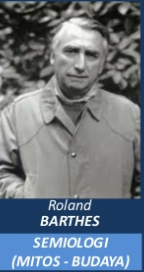 Roland
BARTHES
SEMIOLOGI
(MITOS - BUDAYA)